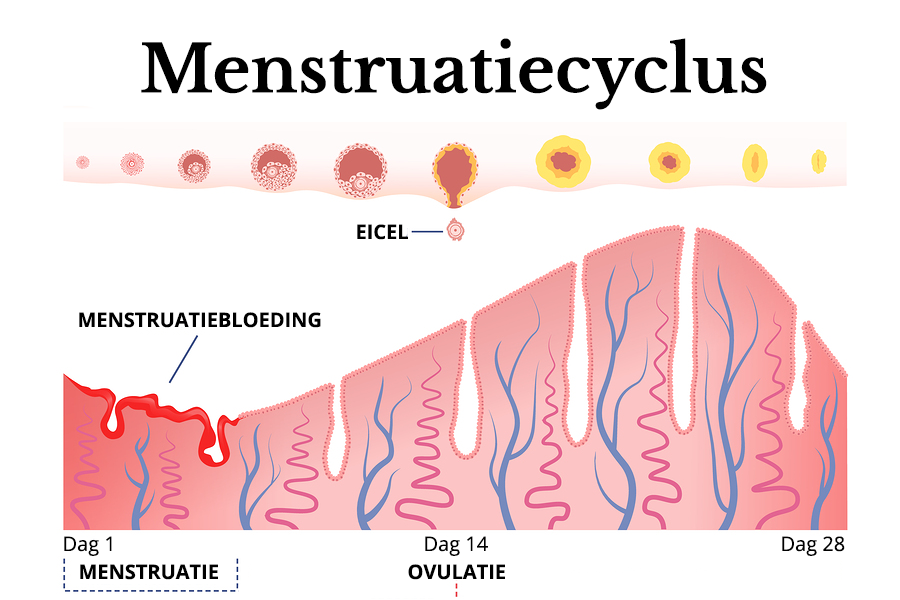 Menstruatiecyclus
EICEL
MENSTRUATIEBLOEDING
Dag 1
Dag 14
Dag 28
MENSTRUATIE
OVULATIE